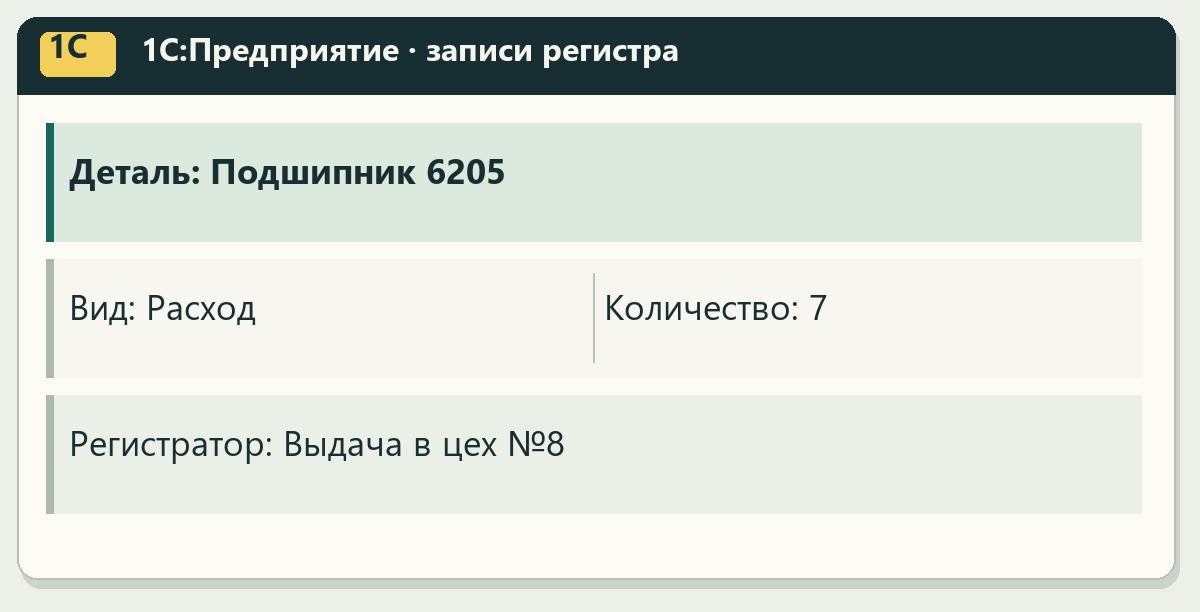 1С
1С:Предприятие · записи регистра
Деталь: Подшипник 6205
Вид: Расход
Количество: 7
Регистратор: Выдача в цех №8